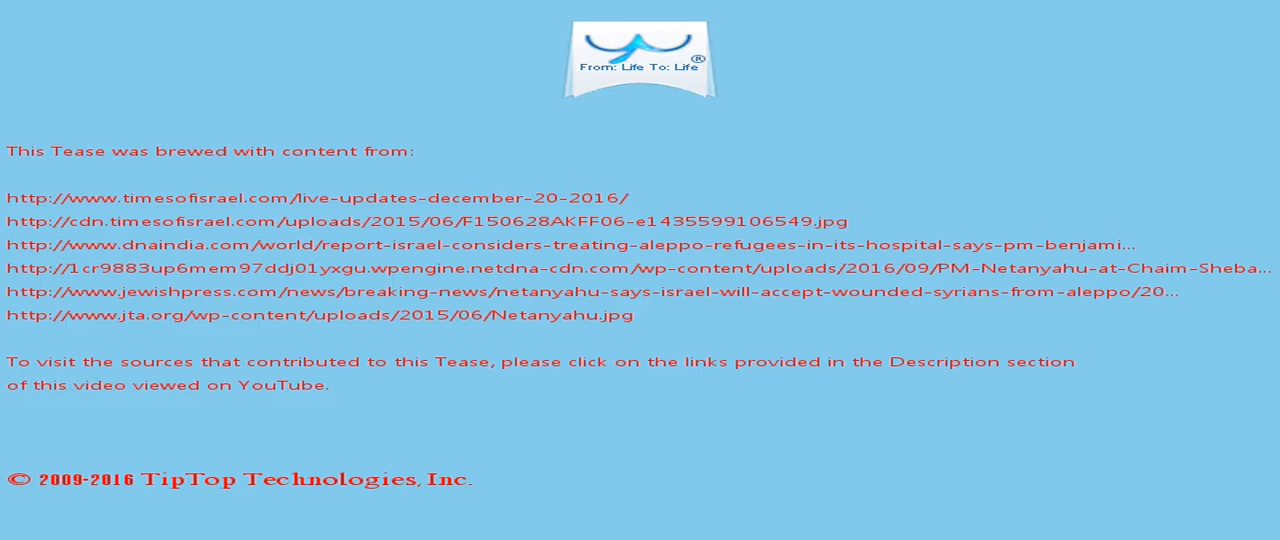 From: Life To: Life ®
This Tease was brewed with content from:
http://www.timesofisrael.com/live-updates-december-20-2016/
http://cdn.timesofisrael.com/uploads/2015/06/F150628AKFF06-e1435599106549.jpg
http://www.dnaindia.com/world/report-israel-considers-treating-aleppo-refugees-in-its-hospital-says-pm-benjami...
http://1cr9883up6mem97ddj01yxgu.wpengine.netdna-cdn.com/wp-content/uploads/2016/09/PM-Netanyahu-at-Chaim-Sheba...
http://www.jewishpress.com/news/breaking-news/netanyahu-says-israel-will-accept-wounded-syrians-from-aleppo/20...
http://www.jta.org/wp-content/uploads/2015/06/Netanyahu.jpg
To visit the sources that contributed to this Tease, please click on the links provided in the Description section
of this video viewed on YouTube.
© 2009-2016 TipTop Technologies, Inc.